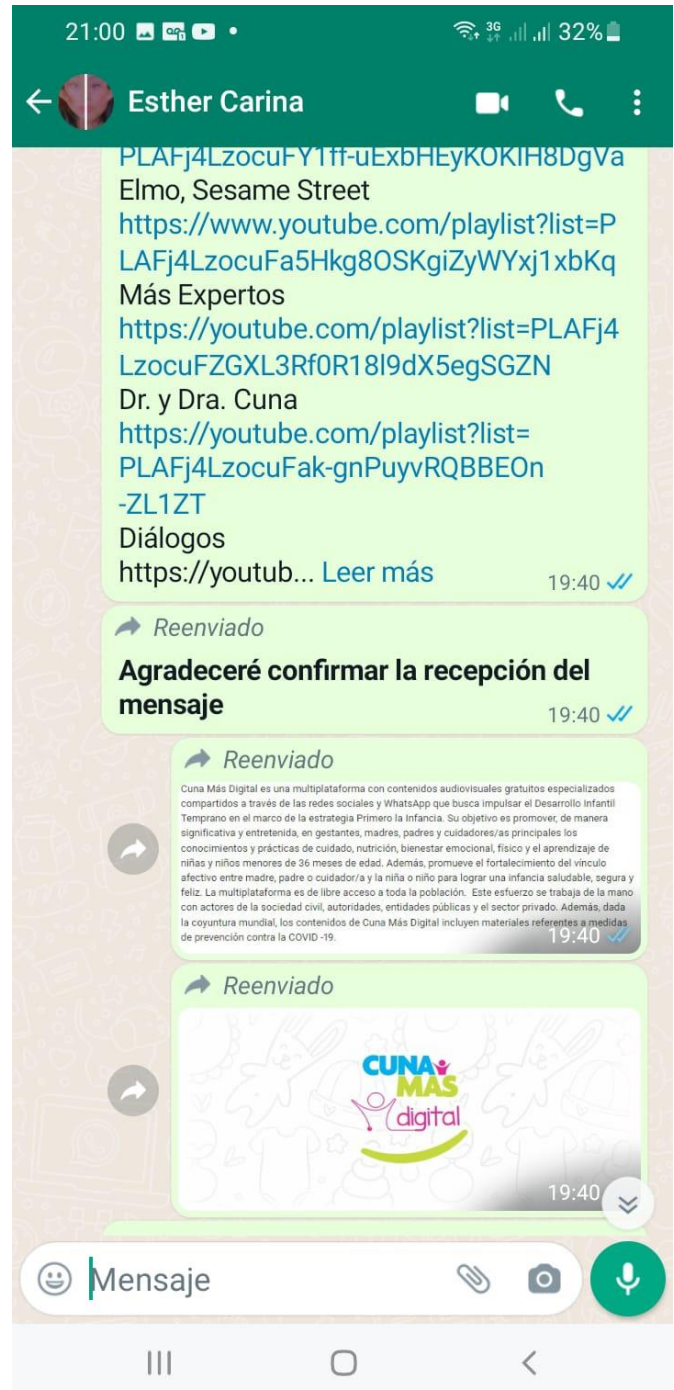 21:00
3G
32%
Esther Carina
PLAFj4LzocuFY1ff-uExbHEyKOKIH8DgVa
Elmo, Sesame Street
https://www.youtube.com/playlist?list=P
LAFj4LzocuFa5Hkg8OSKgiZyWYxj1xbKq
Más Expertos
https://youtube.com/playlist?list=PLAFj4
LzocuFZGXL3Rf0R18l9dX5egSGZN
Dr. y Dra. Cuna
https://youtube.com/playlist?list=
PLAFj4LzocuFak-gnPuyvRQBBEOn
-ZL1ZT
Diálogos
https://youtub... Leer más
19:40
Reenviado
Agradeceré confirmar la recepción del
mensaje
19:40
Reenviado
Cuna Más Digital es una multiplataforma con contenidos audiovisuales gratuitos especializados
compartidos a través de las redes sociales y WhatsApp que busca impulsar el Desarrollo Infantil
Temprano en el marco de la estrategia Primero la Infancia. Su objetivo es promover, de manera
significativa y entretenida, en gestantes, madres, padres y cuidadores/as principales los
conocimientos y prácticas de cuidado, nutrición, bienestar emocional, físico y el aprendizaje de
niñas y niños menores de 36 meses de edad. Además, promueve el fortalecimiento del vínculo
afectivo entre madre, padre o cuidador/a y la niña o niño para lograr una infancia saludable, segura y
feliz. La multiplataforma es de libre acceso a toda la población. Este esfuerzo se trabaja de la mano
con actores de la sociedad civil, autoridades, entidades públicas y el sector privado. Además, dada
la coyuntura mundial, los contenidos de Cuna Más Digital incluyen materiales referentes a medidas
de prevención contra la COVID -19.
19:40
Reenviado
CUNA
MÁS
digital
19:40
Mensaje